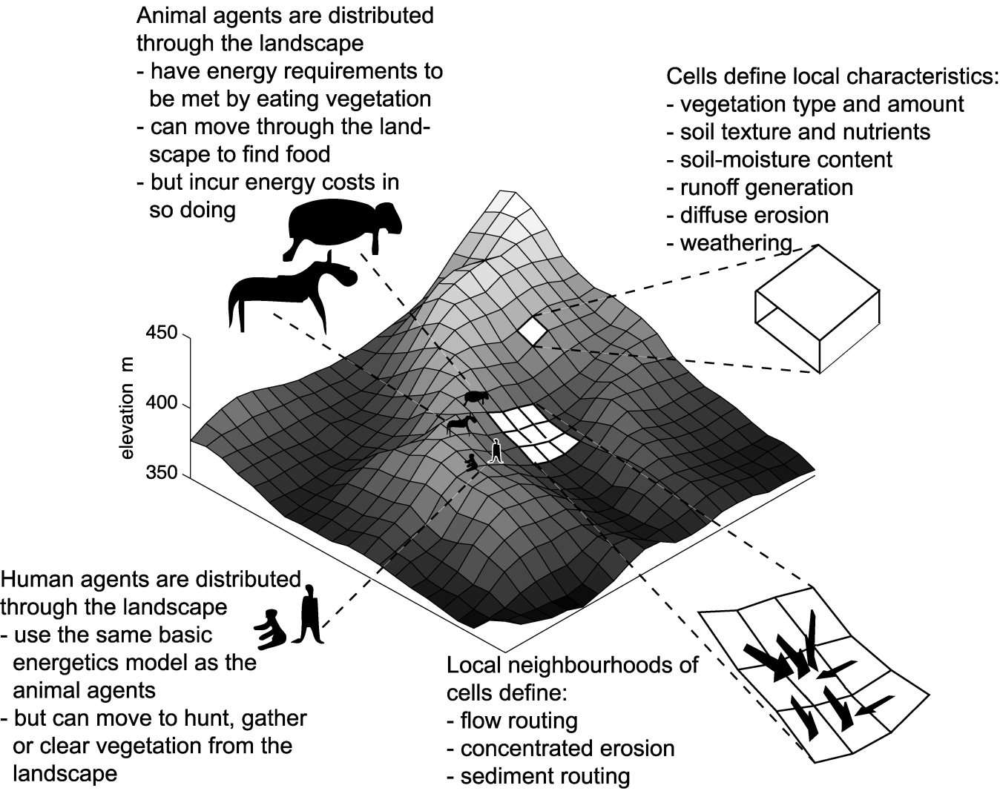 Animal agents are distributed
through the landscape
- have energy requirements to
be met by eating vegetation
- can move through the land-
scape to find food
- but incur energy costs in
so doing
Cells define local characteristics:
- vegetation type and amount
- soil texture and nutrients
- soil-moisture content
- runoff generation
- diffuse erosion
- weathering
450
400
350
elevation m
Human agents are distributed
through the landscape
- use the same basic
energetics model as the
animal agents
- but can move to hunt, gather
or clear vegetation from the
landscape
Local neighbourhoods of
cells define:
- flow routing
- concentrated erosion
- sediment routing